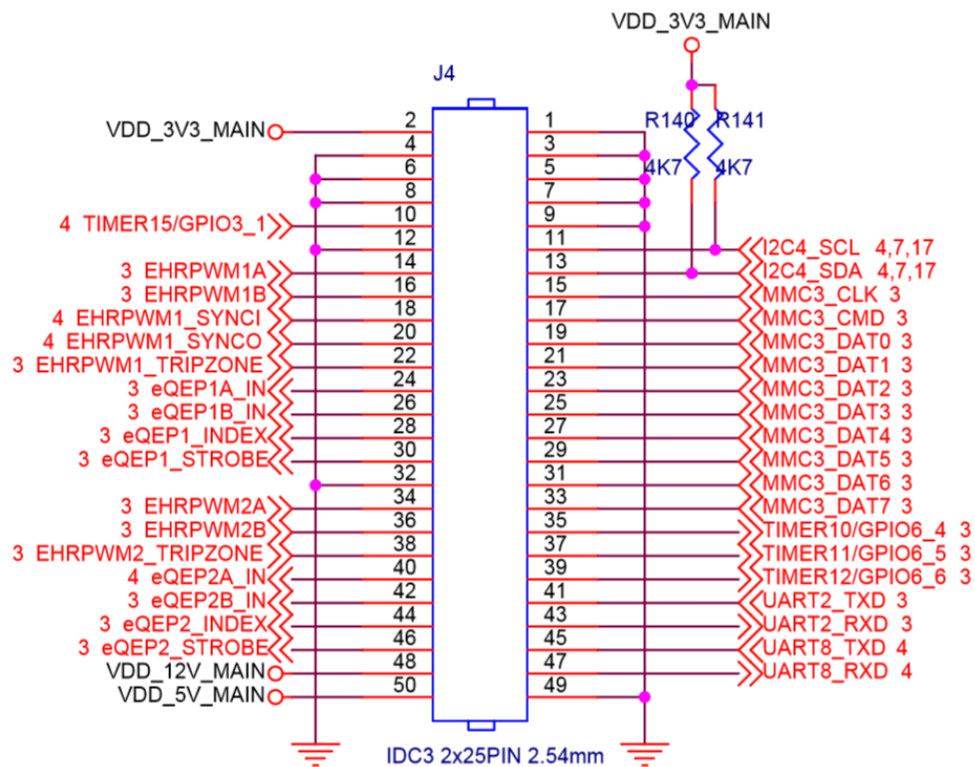 VDD_3V3_MAIN
J4
R140 R141
4K7 4K7
VDD_3V3_MAIN 2 1
4 3
6 5
8 7
4 TIMER15/GPIO3_1 10 9
12 11 I2C4_SCL 4,7,17
3 EHRPWM1A 14 13 I2C4_SDA 4,7,17
3 EHRPWM1B 16 15 MMC3_CLK 3
4 EHRPWM1_SYNCI 18 17 MMC3_CMD 3
4 EHRPWM1_SYNCO 20 19 MMC3_DAT0 3
3 EHRPWM1_TRIPZONE 22 21 MMC3_DAT1 3
3 eQEP1A_IN 24 23 MMC3_DAT2 3
3 eQEP1B_IN 26 25 MMC3_DAT3 3
3 eQEP1_INDEX 28 27 MMC3_DAT4 3
3 eQEP1_STROBE 30 29 MMC3_DAT5 3
32 31 MMC3_DAT6 3
3 EHRPWM2A 34 33 MMC3_DAT7 3
3 EHRPWM2B 36 35 TIMER10/GPIO6_4 3
3 EHRPWM2_TRIPZONE 38 37 TIMER11/GPIO6_5 3
4 eQEP2A_IN 40 39 TIMER12/GPIO6_6 3
3 eQEP2B_IN 42 41 UART2_TXD 3
3 eQEP2_INDEX 44 43 UART2_RXD 3
3 eQEP2_STROBE 46 45 UART8_TXD 4
VDD_12V_MAIN 48 47 UART8_RXD 4
VDD_5V_MAIN 50 49
IDC3 2x25PIN 2.54mm